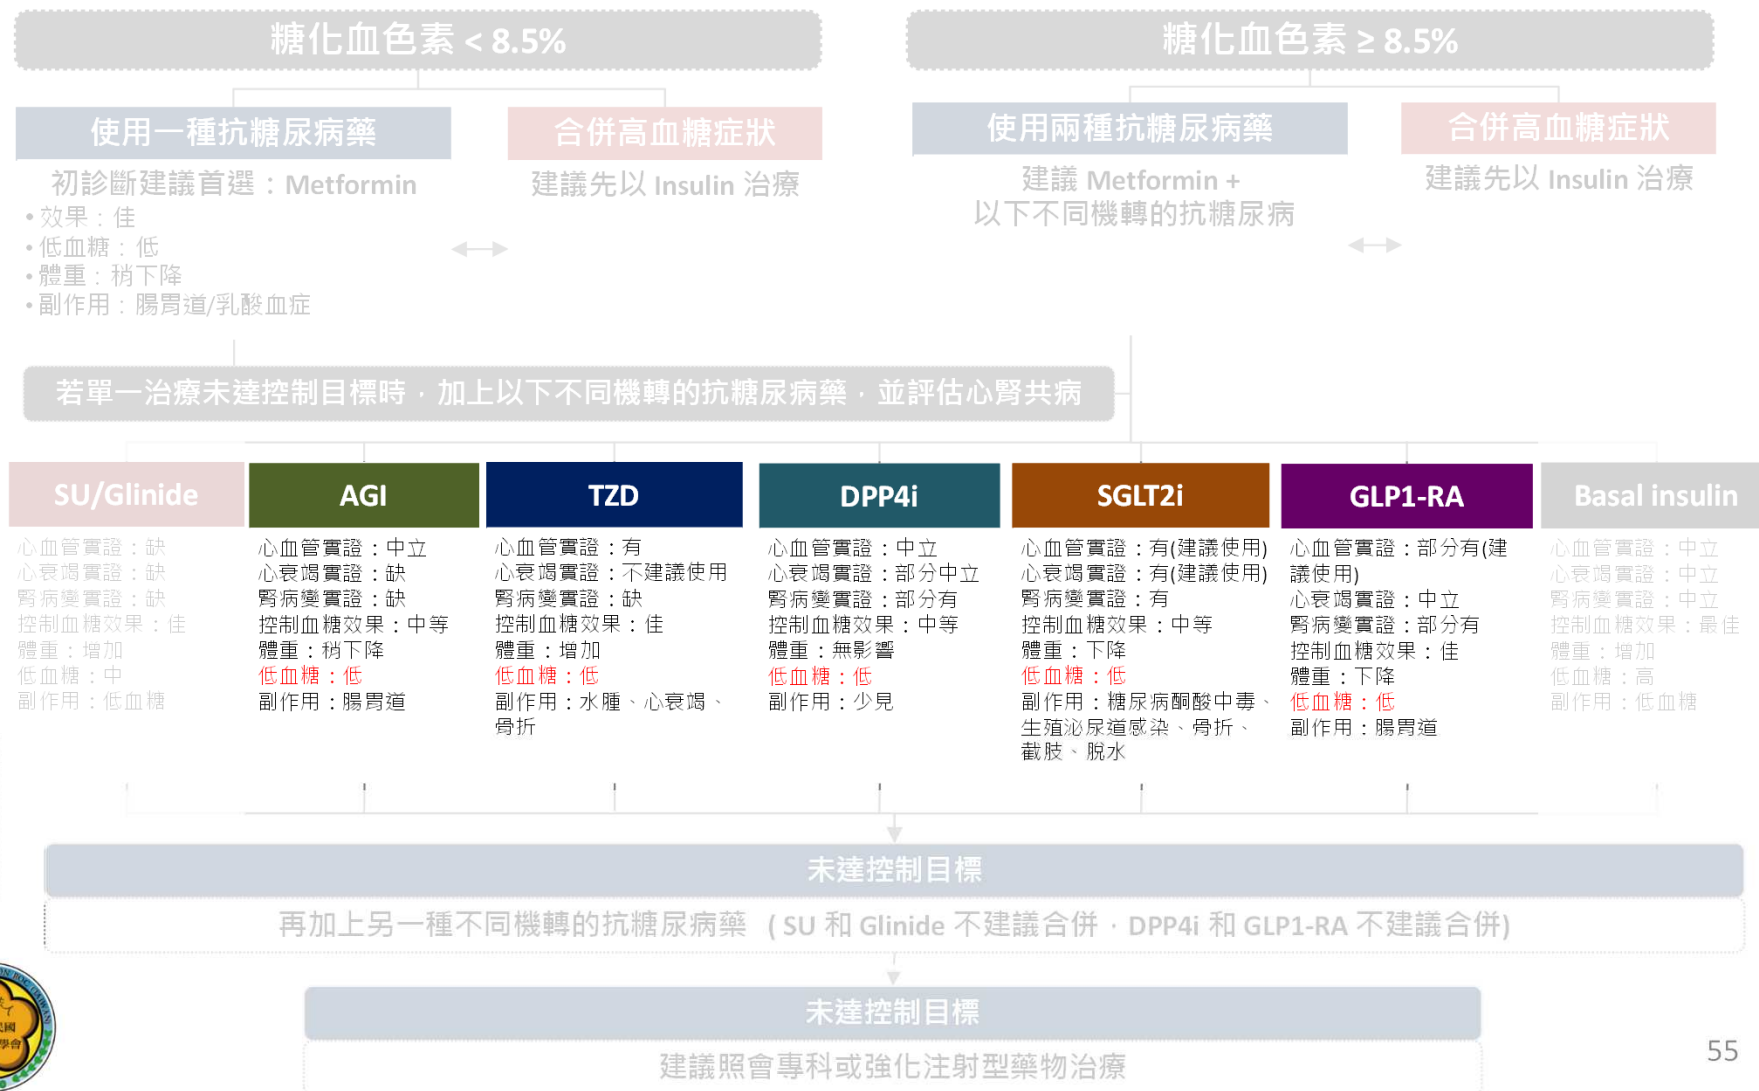 糖化血色素 < 8.5%
糖化血色素 ≥ 8.5%
使用一種抗糖尿病藥
合併高血糖症狀
使用兩種抗糖尿病藥
合併高血糖症狀
初診斷建議首選：Metformin
• 效果：佳
• 低血糖：低
• 體重：稍下降
• 副作用：腸胃道/乳酸血症
建議先以 Insulin 治療
建議 Metformin +
以下不同機轉的抗糖尿病
建議先以 Insulin 治療
若單一治療未達控制目標時，加上以下不同機轉的抗糖尿病藥，並評估心腎共病
SU/Glinide
心血管實證：缺
心衰竭實證：缺
腎病變實證：缺
控制血糖效果：佳
體重：增加
低血糖：中
副作用：低血糖
AGI
心血管實證：中立
心衰竭實證：缺
腎病變實證：缺
控制血糖效果：中等
體重：稍下降
低血糖：低
副作用：腸胃道
TZD
心血管實證：有
心衰竭實證：不建議使用
腎病變實證：缺
控制血糖效果：佳
體重：增加
低血糖：低
副作用：水腫、心衰竭、
骨折
DPP4i
心血管實證：中立
心衰竭實證：部分中立
腎病變實證：部分有
控制血糖效果：中等
體重：無影響
低血糖：低
副作用：少見
SGLT2i
心血管實證：有(建議使用)
心衰竭實證：有(建議使用)
腎病變實證：有
控制血糖效果：中等
體重：下降
低血糖：低
副作用：糖尿病酮酸中毒、
生殖泌尿道感染、骨折、
截肢、脫水
GLP1-RA
心血管實證：部分有(建
議使用)
心衰竭實證：中立
腎病變實證：部分有
控制血糖效果：佳
體重：下降
低血糖：低
副作用：腸胃道
Basal insulin
心血管實證：中立
心衰竭實證：中立
腎病變實證：中立
控制血糖效果：最佳
體重：增加
低血糖：高
副作用：低血糖
未達控制目標
再加上另一種不同機轉的抗糖尿病藥 ( SU 和 Glinide 不建議合併，DPP4i 和 GLP1-RA 不建議合併)
未達控制目標
建議照會專科或強化注射型藥物治療
55